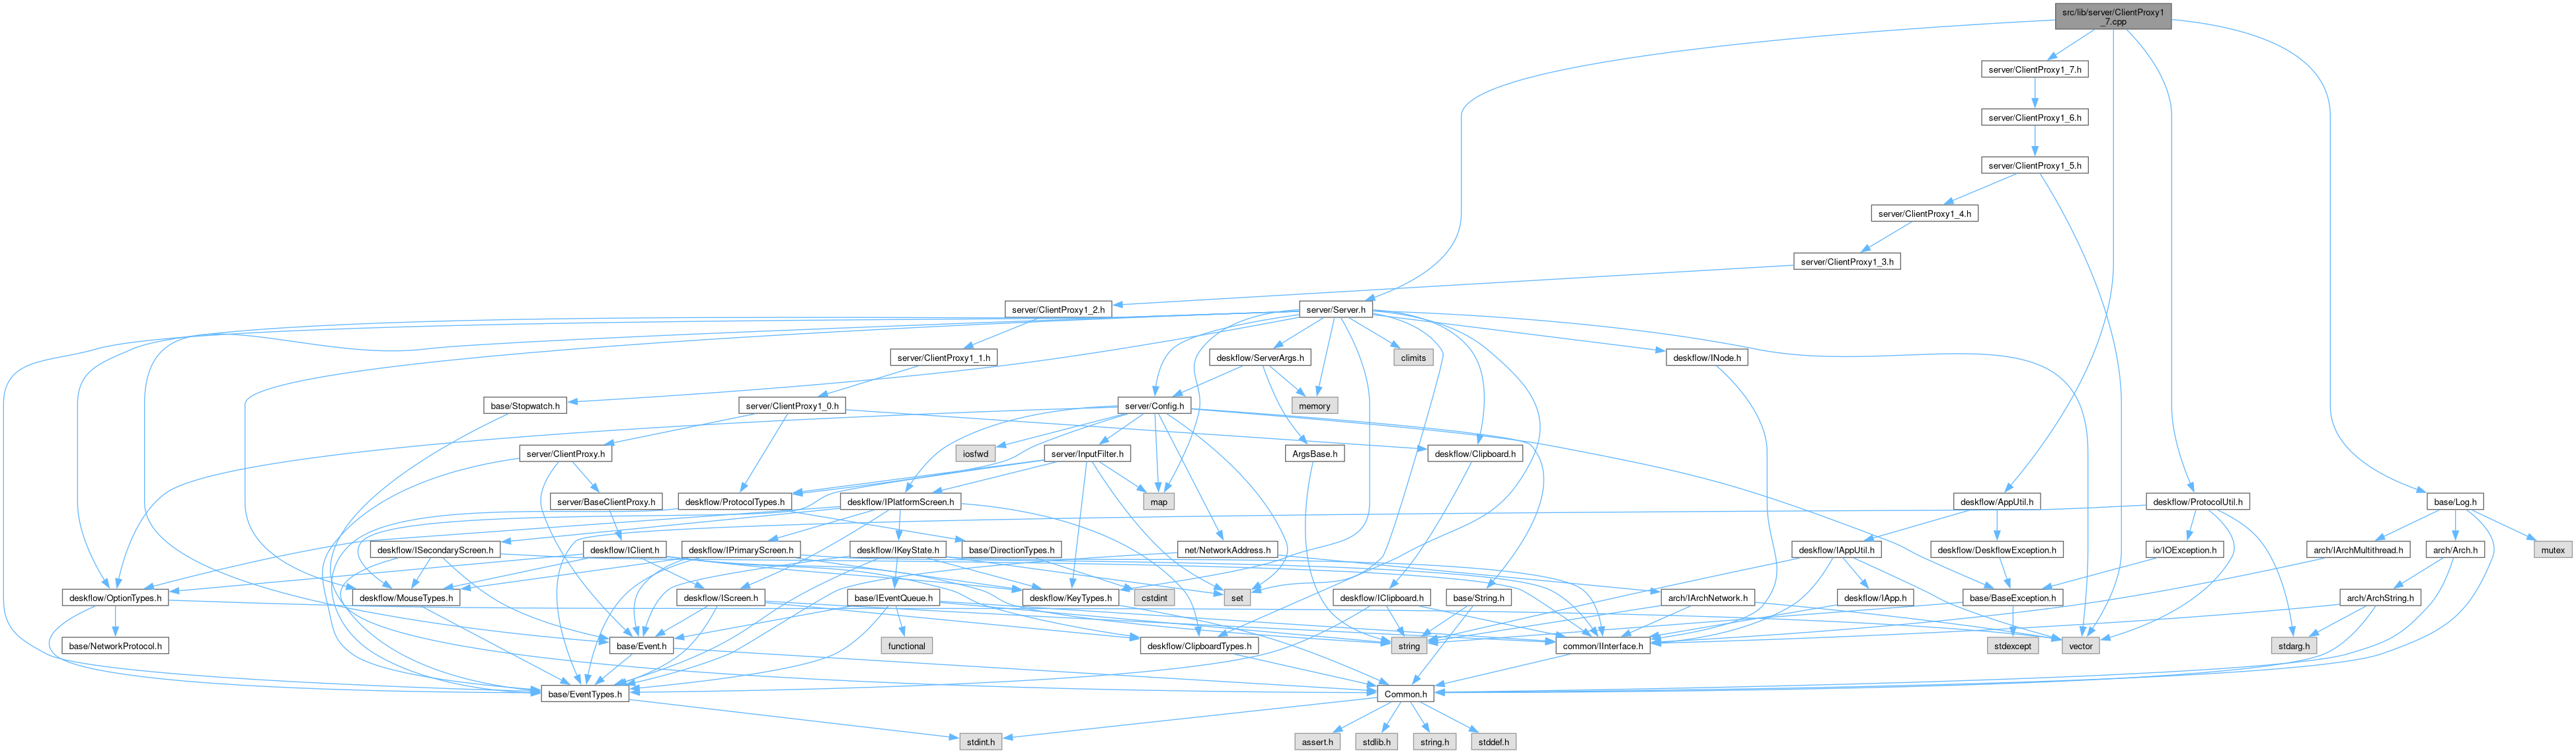 src/lib/server/ClientProxy1
_7.cpp
server/ClientProxy1_7.h
server/ClientProxy1_6.h
server/ClientProxy1_5.h
server/ClientProxy1_4.h
server/ClientProxy1_3.h
server/ClientProxy1_2.h
server/Server.h
server/ClientProxy1_1.h
deskflow/ServerArgs.h
climits
deskflow/INode.h
base/Stopwatch.h
server/ClientProxy1_0.h
server/Config.h
memory
server/ClientProxy.h
iosfwd
server/InputFilter.h
ArgsBase.h
deskflow/Clipboard.h
server/BaseClientProxy.h
deskflow/ProtocolTypes.h
deskflow/IPlatformScreen.h
map
deskflow/AppUtil.h
deskflow/ProtocolUtil.h
base/Log.h
deskflow/ISecondaryScreen.h
deskflow/IClient.h
deskflow/IPrimaryScreen.h
deskflow/IKeyState.h
base/DirectionTypes.h
net/NetworkAddress.h
deskflow/IAppUtil.h
deskflow/DeskflowException.h
io/IOException.h
arch/IArchMultithread.h
arch/Arch.h
mutex
deskflow/OptionTypes.h
deskflow/MouseTypes.h
deskflow/IScreen.h
base/IEventQueue.h
deskflow/KeyTypes.h
cstdint
set
deskflow/IClipboard.h
base/String.h
arch/IArchNetwork.h
deskflow/IApp.h
base/BaseException.h
arch/ArchString.h
base/NetworkProtocol.h
base/Event.h
functional
deskflow/ClipboardTypes.h
string
common/IInterface.h
stdexcept
vector
stdarg.h
base/EventTypes.h
Common.h
stdint.h
assert.h
stdlib.h
string.h
stddef.h